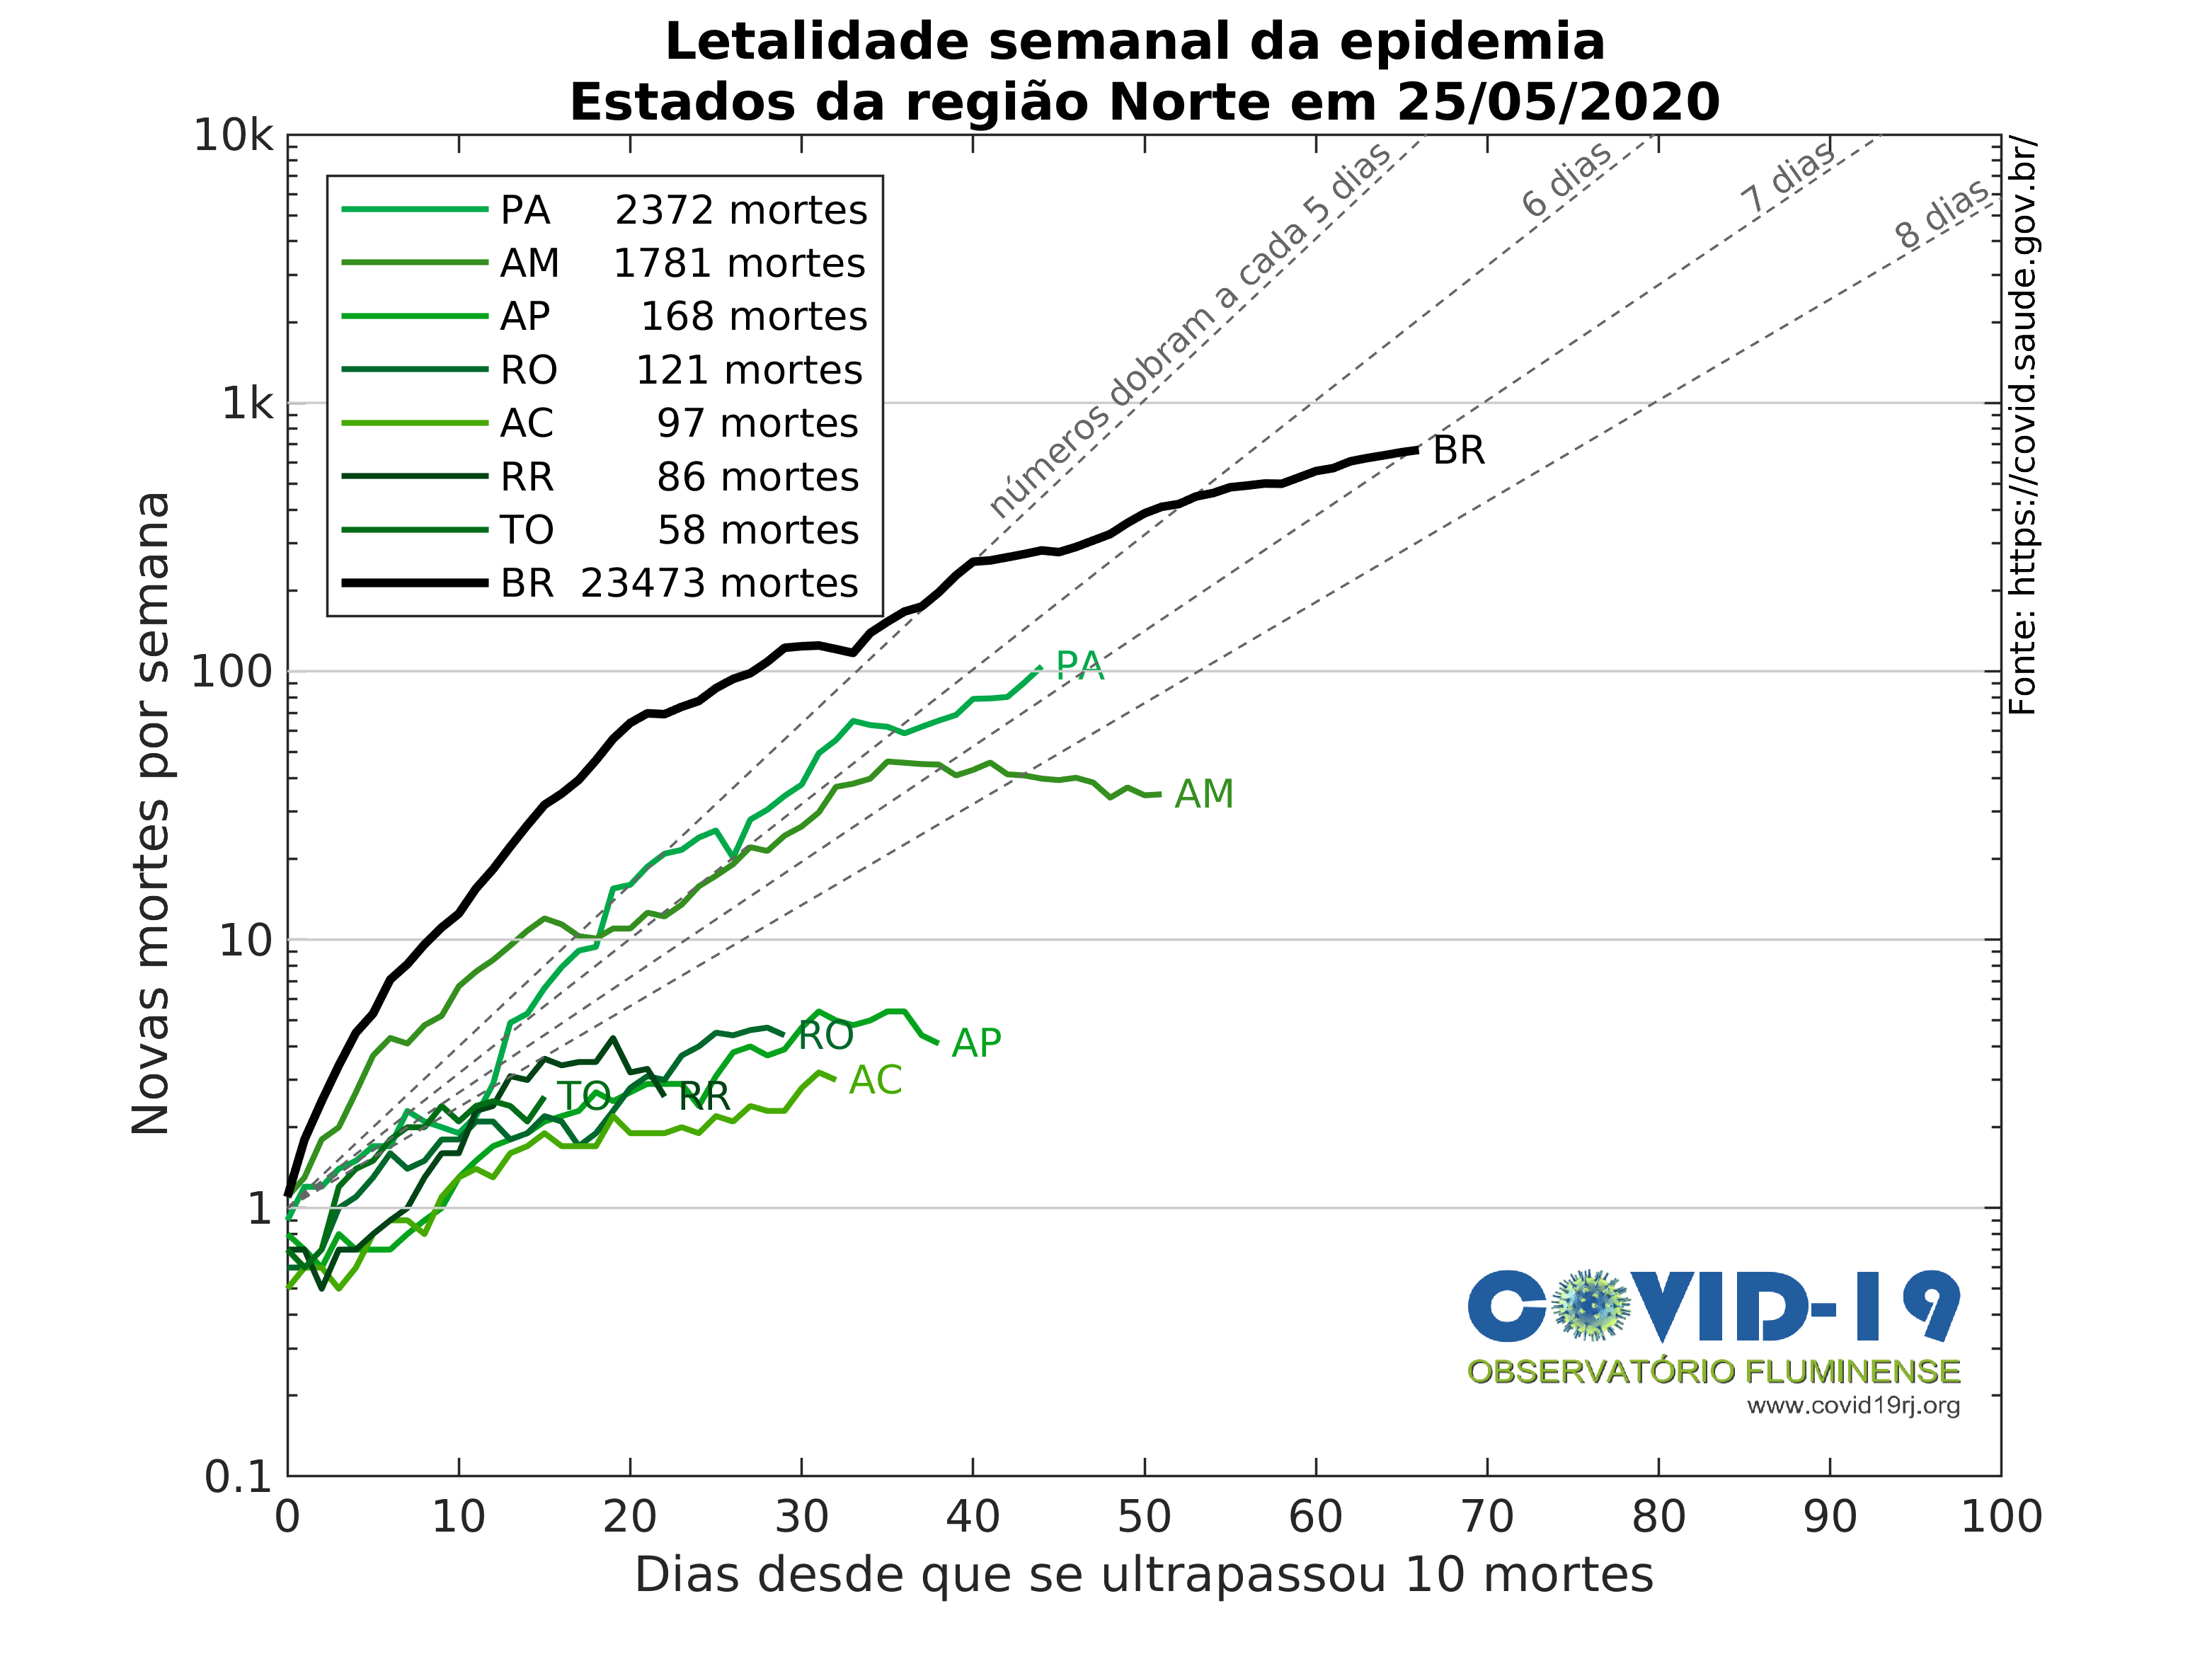 Letalidade semanal da epidemia
Estados da região Norte em 25/05/2020
10k
1k
100
10
1
0.1
Novas mortes por semana
PA 2372 mortes
AM 1781 mortes
AP 168 mortes
RO 121 mortes
AC 97 mortes
RR 86 mortes
TO 58 mortes
BR 23473 mortes
números dobram a cada 5 dias
6 dias
7 dias
8 dias
BR
PA
AM
RO
AP
AC
TO
RR
Fonte: https://covid.saude.gov.br/
COVID-19
OBSERVATÓRIO FLUMINENSE
www.covid19rj.org
0 10 20 30 40 50 60 70 80 90 100
Dias desde que se ultrapassou 10 mortes